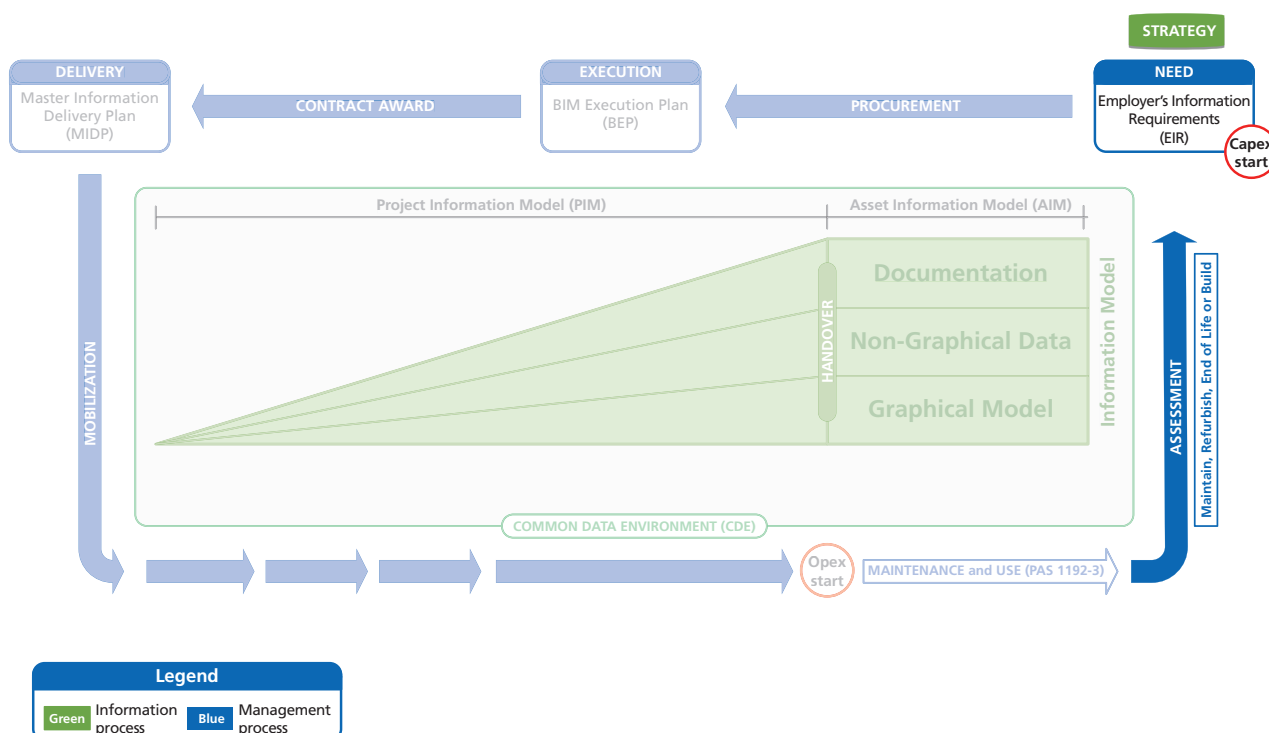 STRATEGY
DELIVERY
Master Information
Delivery Plan
(MIDP)
CONTRACT AWARD
EXECUTION
BIM Execution Plan
(BEP)
PROCUREMENT
NEED
Employer's Information
Requirements
(EIR)
Capex
start
Project Information Model (PIM)
Asset Information Model (AIM)
Documentation
Non-Graphical Data
Graphical Model
HANDOVER
Information Model
MOBILIZATION
ASSESSMENT
Maintain, Refurbish, End of Life or Build
COMMON DATA ENVIRONMENT (CDE)
Opex
start
MAINTENANCE and USE (PAS 1192-3)
Legend
Green
Information
process
Blue
Management
process